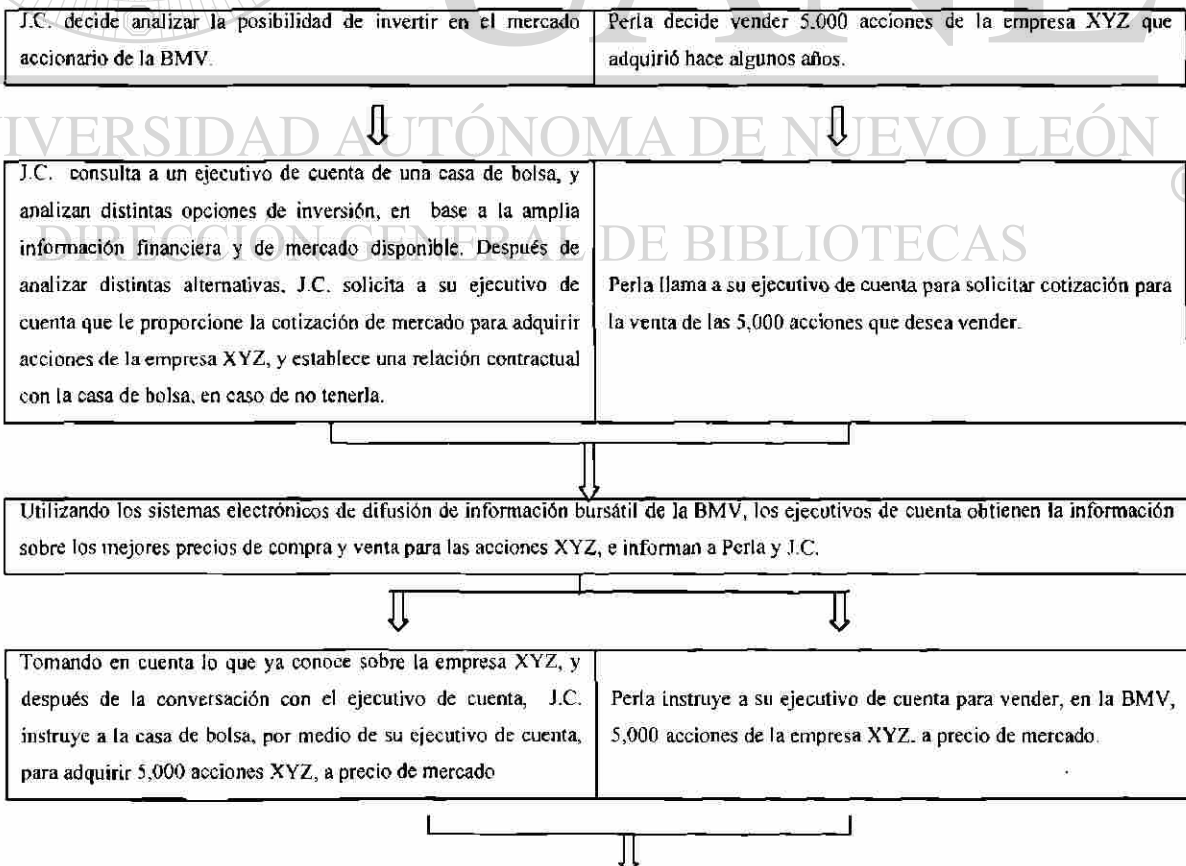 J.C. decide analizar la posibilidad de invertir en el mercado
accionario de la BMV.
Perla decide vender 5.000 acciones de la empresa XYZ que
adquirió hace algunos años.
UNIVERSIDAD AUTÓNOMA DE NUEVO LEÓN
J.C. consulta a un ejecutivo de cuenta de una casa de bolsa, y
analizan distintas opciones de inversión, en base a la amplia
información financiera y de mercado disponible. Después de
analizar distintas alternativas, J.C. solicita a su ejecutivo de
cuenta que le proporcione la cotización de mercado para adquirir
acciones de la empresa XYZ, y establece una relación contractual
con la casa de bolsa, en caso de no tenerla.
DIRECCIÓN GENERAL DE BIBLIOTECAS
Perla llama a su ejecutivo de cuenta para solicitar cotización para
la venta de las 5,000 acciones que desea vender.
Utilizando los sistemas electrónicos de difusión de información bursátil de la BMV, los ejecutivos de cuenta obtienen la información
sobre los mejores precios de compra y venta para las acciones XYZ, e informan a Perla y J.C.
Tomando en cuenta lo que ya conoce sobre la empresa XYZ, y
después de la conversación con el ejecutivo de cuenta, J.C.
instruye a la casa de bolsa, por medio de su ejecutivo de cuenta,
para adquirir 5,000 acciones XYZ, a precio de mercado
Perla instruye a su ejecutivo de cuenta para vender, en la BMV,
5,000 acciones de la empresa XYZ. a precio de mercado.